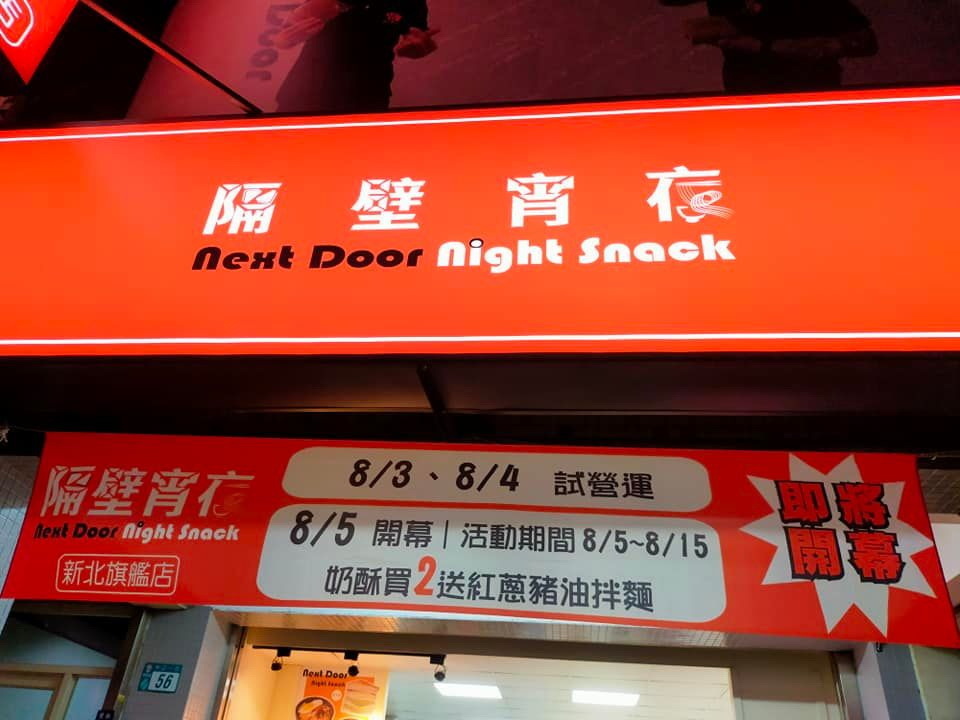 隔壁宵夜
Next Door Night Snack
隔壁宵夜
Next Door Night Snack
新北旗艦店
8/3、8/4 試營運
8/5 開幕｜活動期間 8/5~8/15
奶酥買2送紅蔥豬油拌麵
即將
開幕
56
Next Door
Night Snack